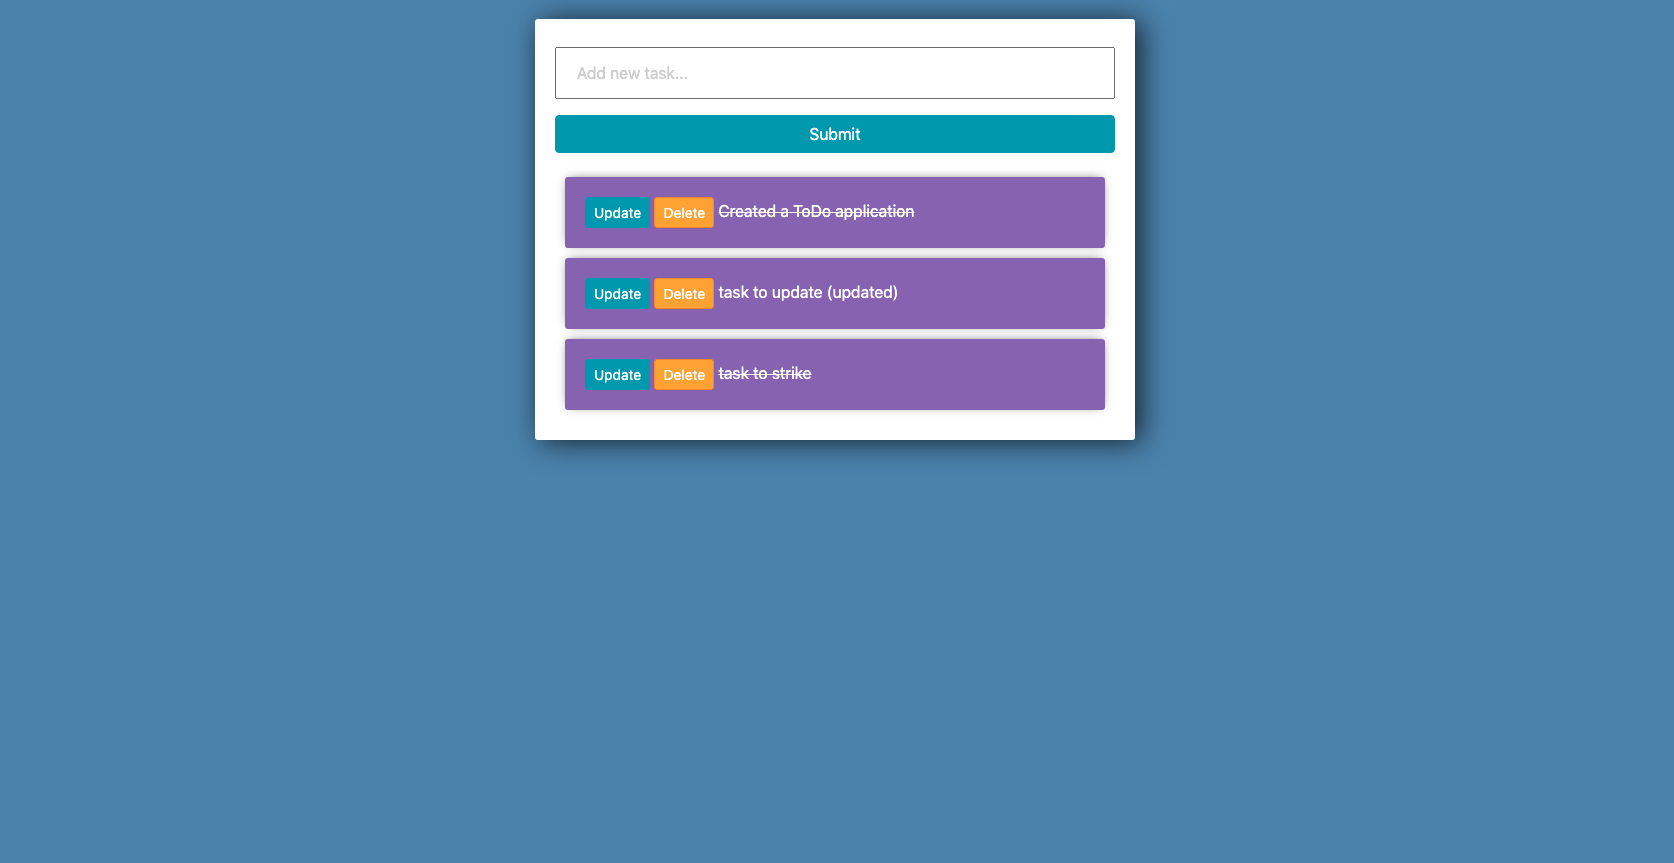 Add new task...
Submit
Update Delete Created a ToDo application
Update Delete task to update (updated)
Update Delete task to strike